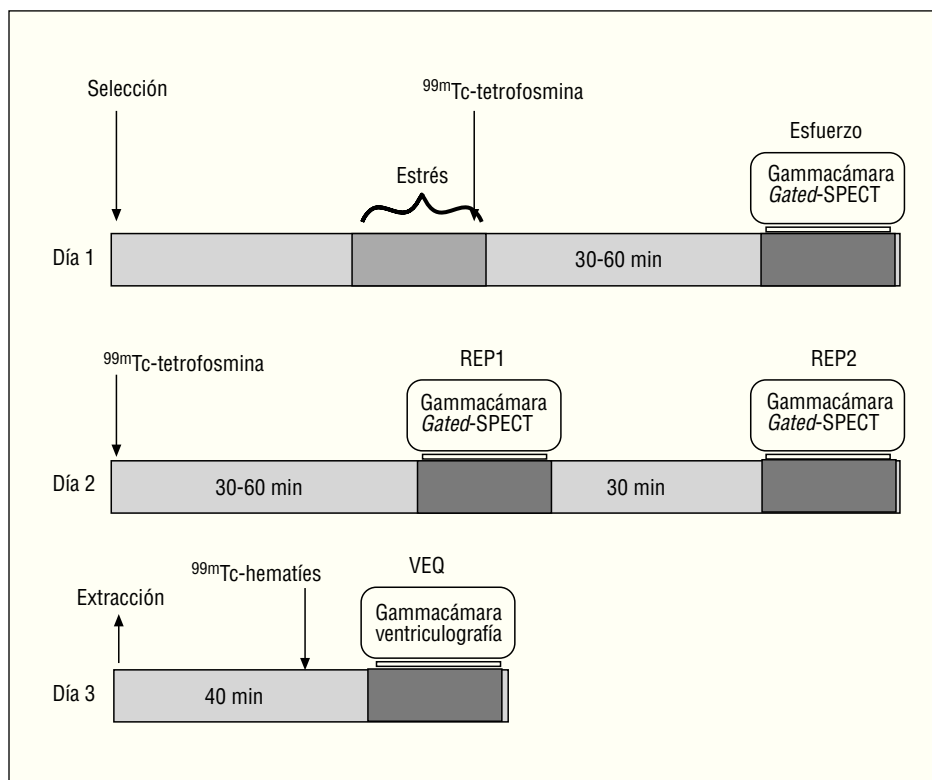 Selección
99mTc-tetrofosmina
Estrés
Esfuerzo
Gammacámara
Gated-SPECT
Día 1
30-60 min
99mTc-tetrofosmina
REP1
REP2
Gammacámara
Gated-SPECT
Gammacámara
Gated-SPECT
Día 2
30-60 min
30 min
Extracción
99mTc-hematíes
VEQ
Gammacámara
ventriculografía
Día 3
40 min